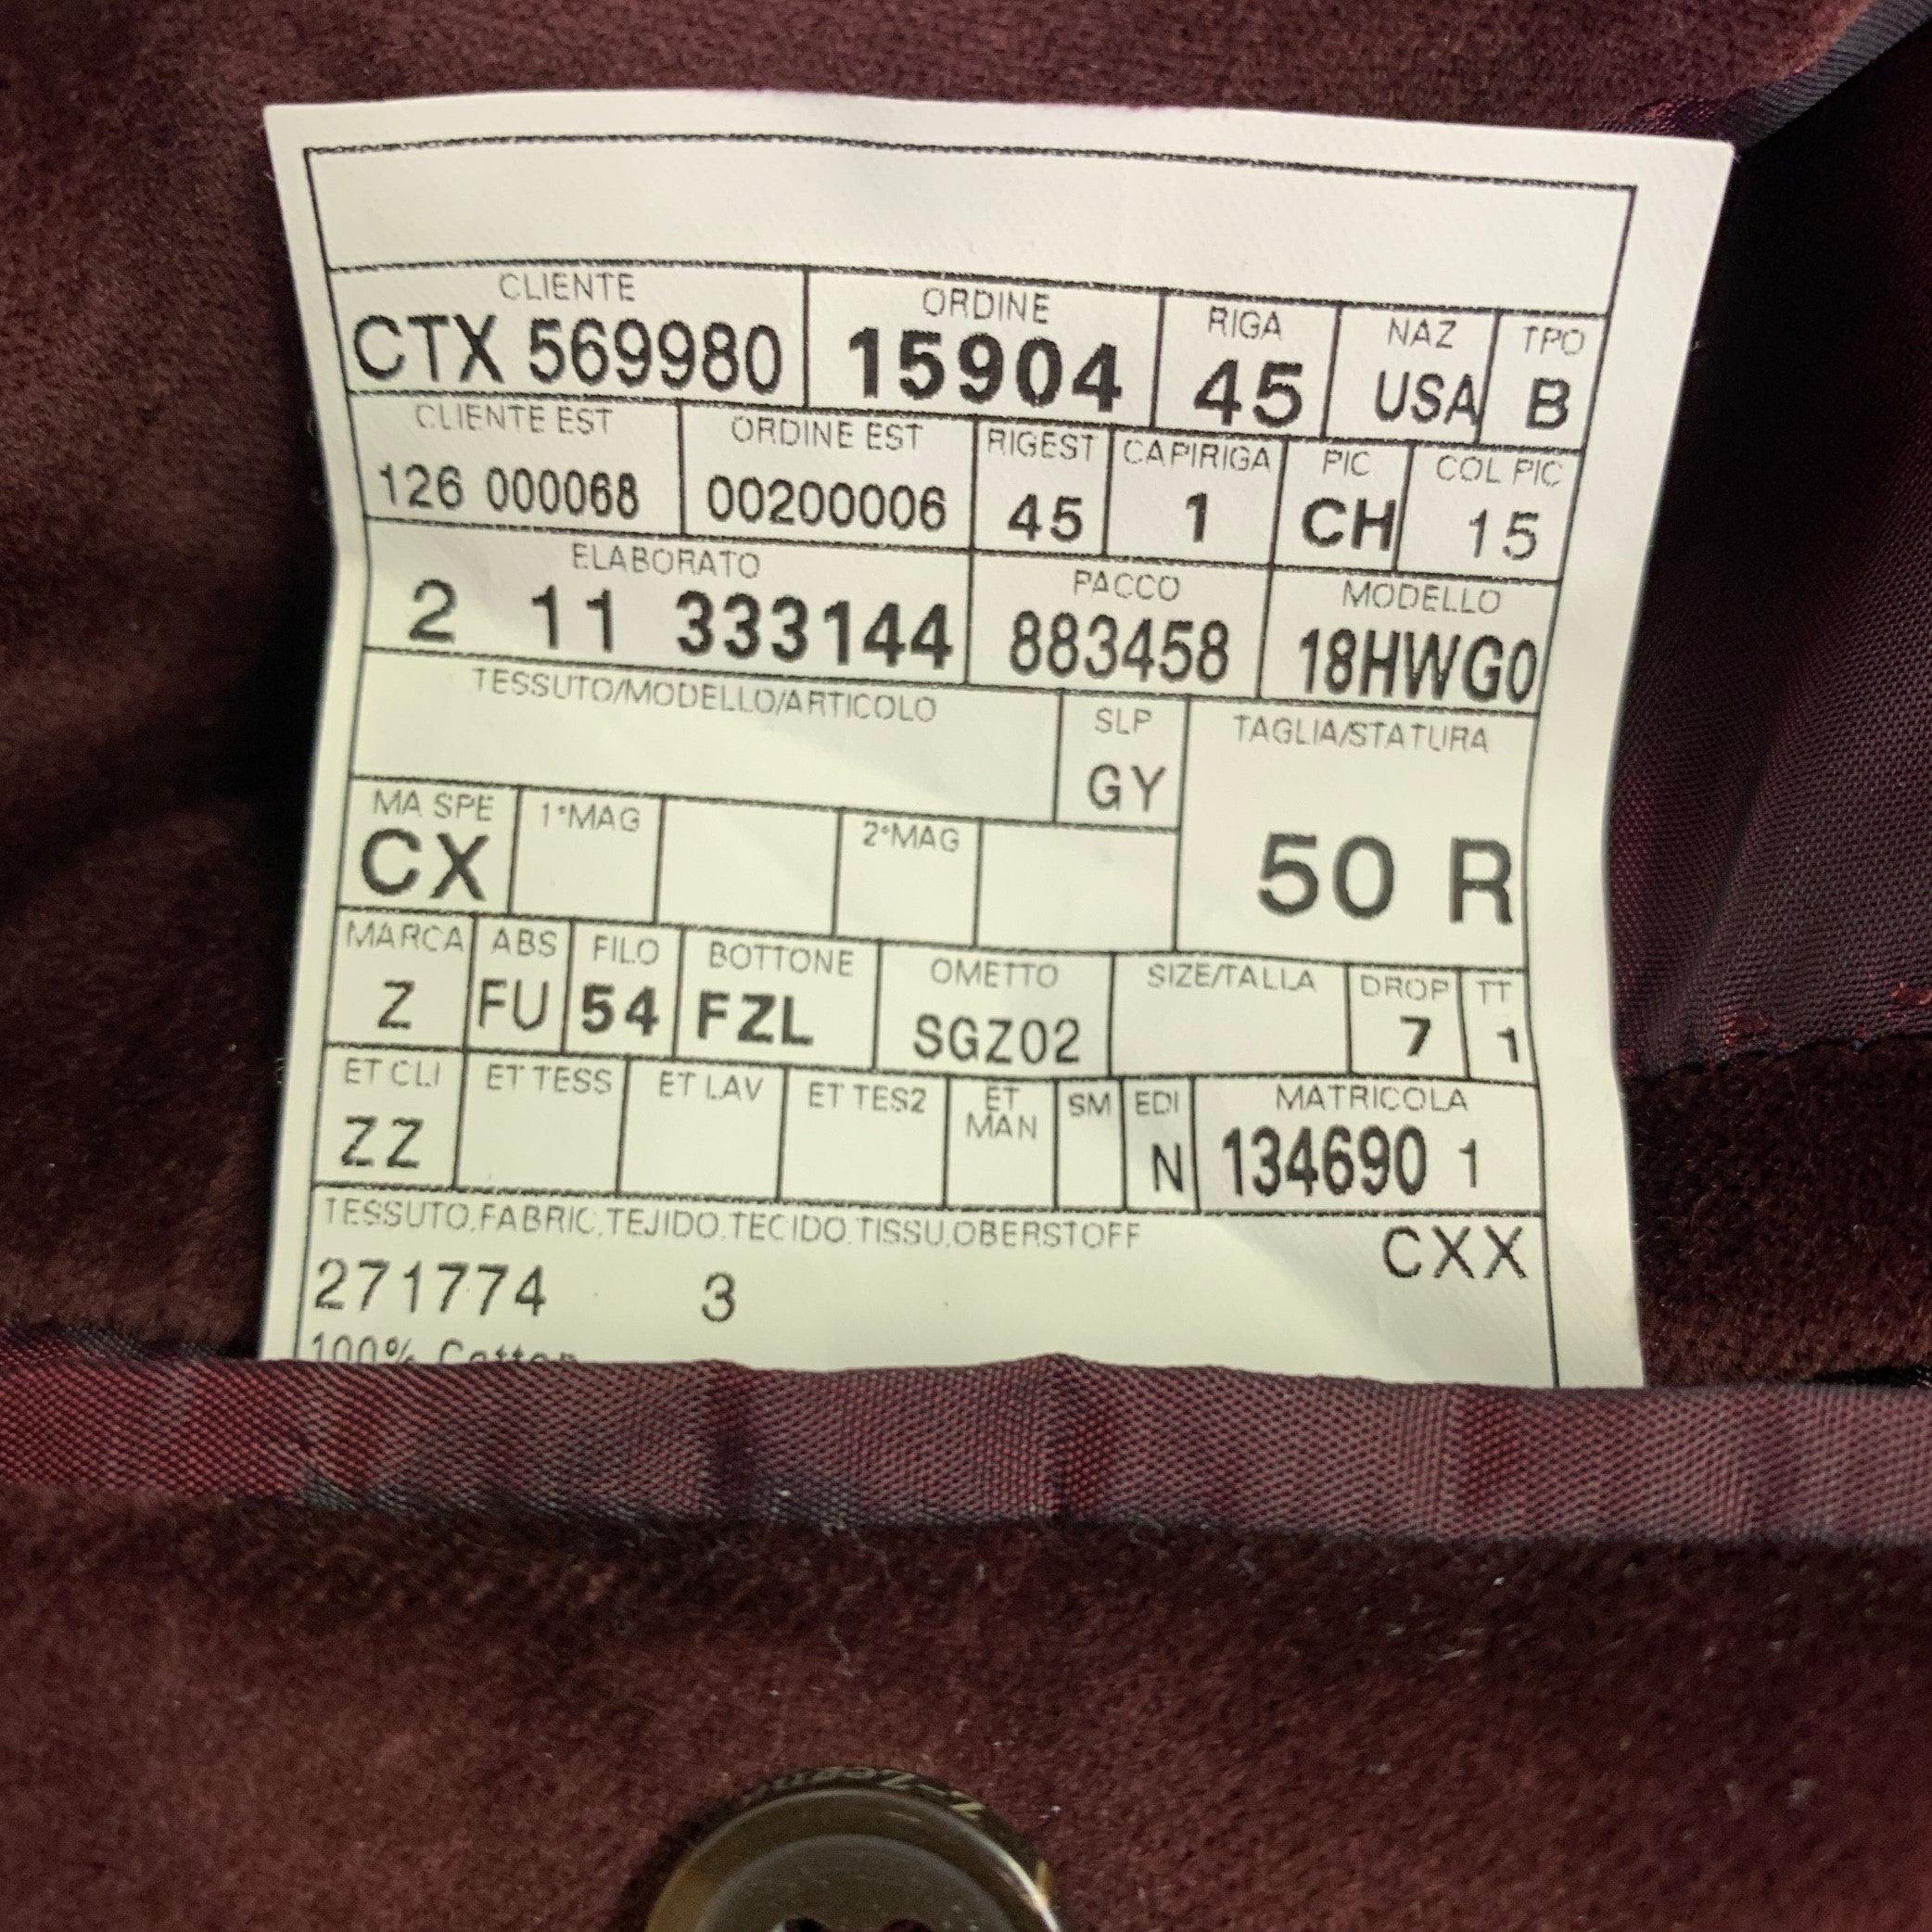 CLIENTE ORDINE RIGA NAZ TPO
CTX 569980 15904 45 USA B
CLIENTE EST ORDINE EST RIGEST CAPIRIGA PIC COL PIC
126 000068 00200006 45 1 CH 15
ELABORATO PACCO MODELLO
2 11 333144 883458 18HWG0
TESSUTO/MODELLO/ARTICOLO SLP TAGLIA/STATURA
GY
MA SPE 1°MAG 2°MAG
CX 50 R
MARCA ABS FILO BOTTONE OMETTO SIZE/TALLA DROP TT
Z FU 54 FZL SGZ02 7 1
ET CLI ET TESS ET LAV ET TES2 ET MAN SM EDI MATRICOLA
ZZ N 134690 1
TESSUTO,FABRIC,TEJIDO,TECIDO,TISSU,OBERSTOFF CXX
271774 3
100% Cotton